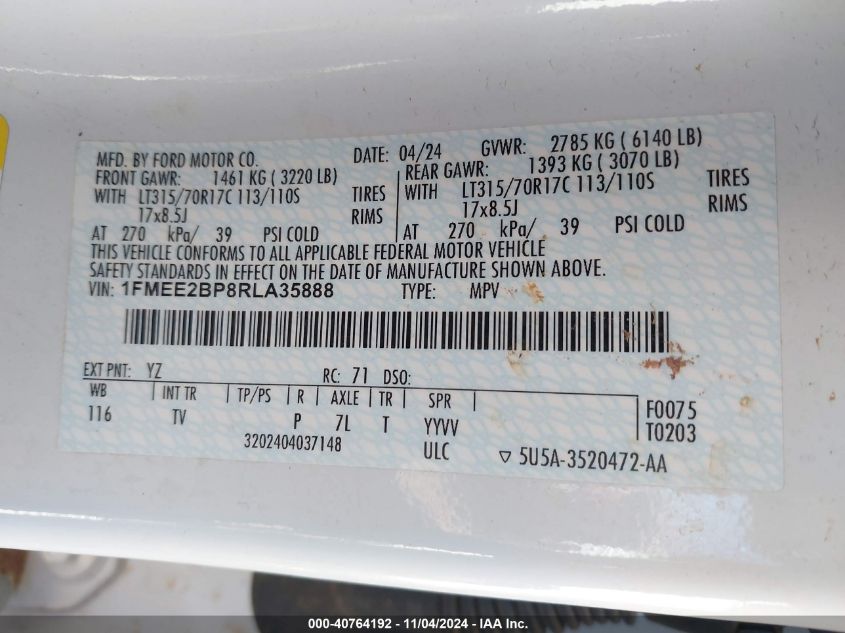 MFD. BY FORD MOTOR CO. DATE: 04/24 GVWR: 2785 KG ( 6140 LB)
FRONT GAWR: 1461 KG ( 3220 LB) REAR GAWR: 1393 KG ( 3070 LB)
WITH LT315/70R17C 113/110S TIRES WITH LT315/70R17C 113/110S TIRES
17x8.5J RIMS 17x8.5J RIMS
AT 270 kPa/ 39 PSI COLD AT 270 kPa/ 39 PSI COLD
THIS VEHICLE CONFORMS TO ALL APPLICABLE FEDERAL MOTOR VEHICLE
SAFETY STANDARDS IN EFFECT ON THE DATE OF MANUFACTURE SHOWN ABOVE.
VIN: 1FMEE2BP8RLA35888 TYPE: MPV
EXT PNT: YZ RC: 71 DSO:
WB INT TR TP/PS R AXLE TR SPR F0075
116 TV P 7L T YYVV T0203
3202404037148 ULC ▽ 5U5A-3520472-AA
000-40764192 - 11/04/2024 - IAA Inc.